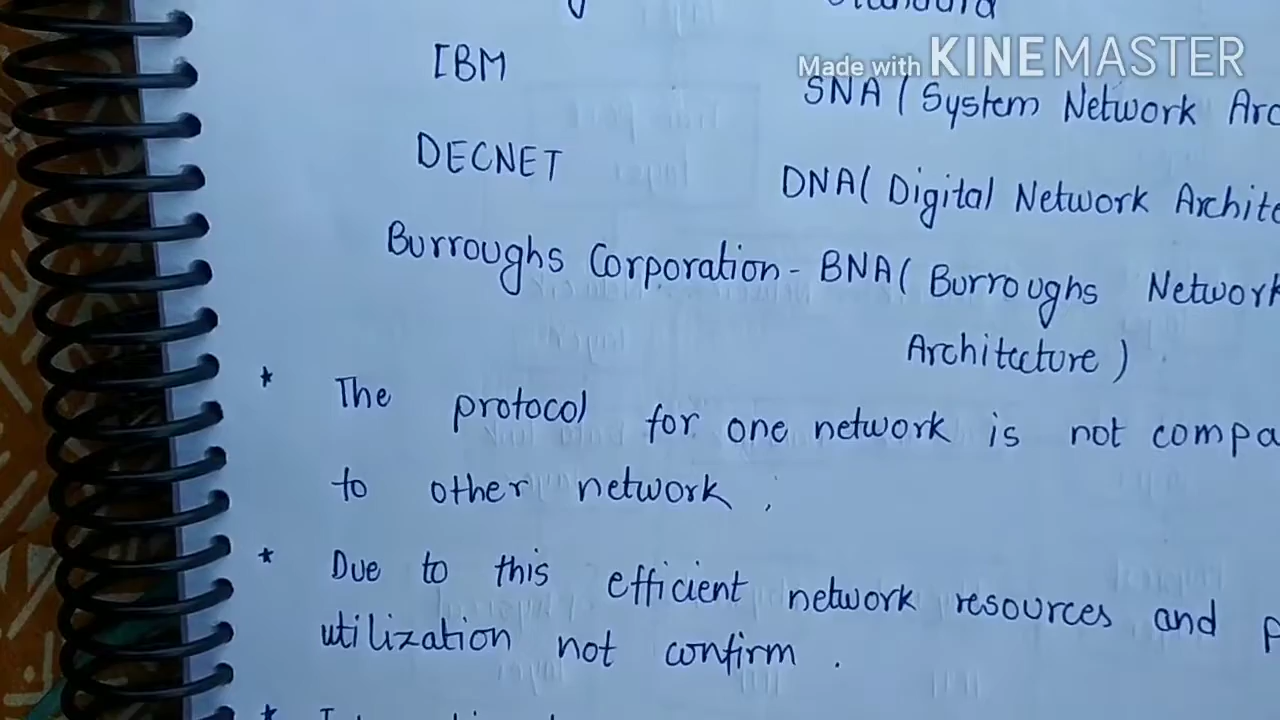 Standard
Made with KINEMASTER
IBM SNA (System Network Arc
DECNET DNA( Digital Network Archite
Burroughs Corporation - BNA( Burroughs Network
Architecture )
* The protocol for one network is not compa
to other network .
* Due to this efficient network resources and p
utilization not confirm .
*